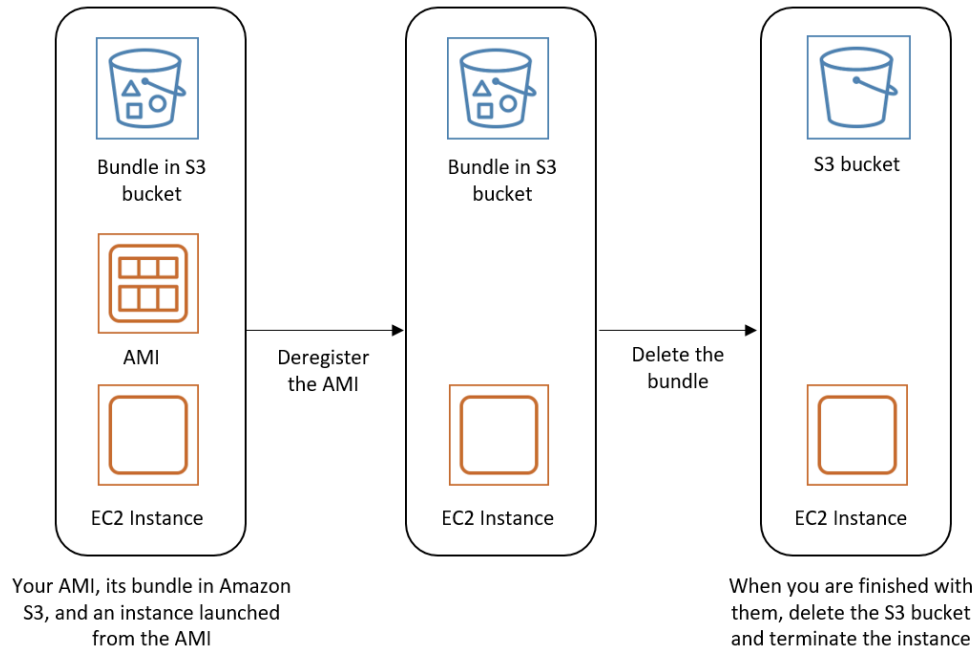 Bundle in S3
bucket
AMI
EC2 Instance
Your AMI, its bundle in Amazon
S3, and an instance launched
from the AMI
Deregister
the AMI
Bundle in S3
bucket
EC2 Instance
Delete the
bundle
S3 bucket
EC2 Instance
When you are finished with
them, delete the S3 bucket
and terminate the instance